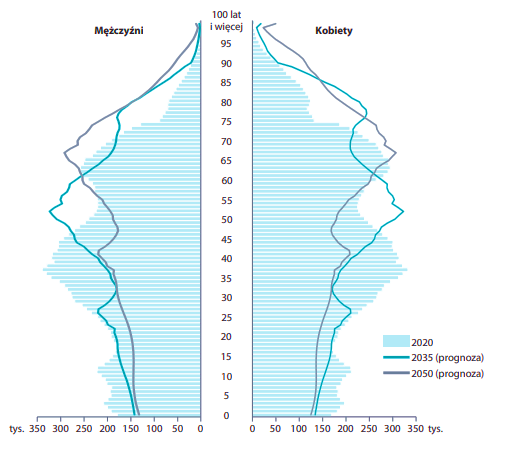 100 lat
i więcej
Mężczyźni
Kobiety
95
90
85
80
75
70
65
60
55
50
45
40
35
30
25
20
15
10
5
0
2020
2035 (prognoza)
2050 (prognoza)
tys. 350 300 250 200 150 100 50 0
0 50 100 150 200 250 300 350 tys.